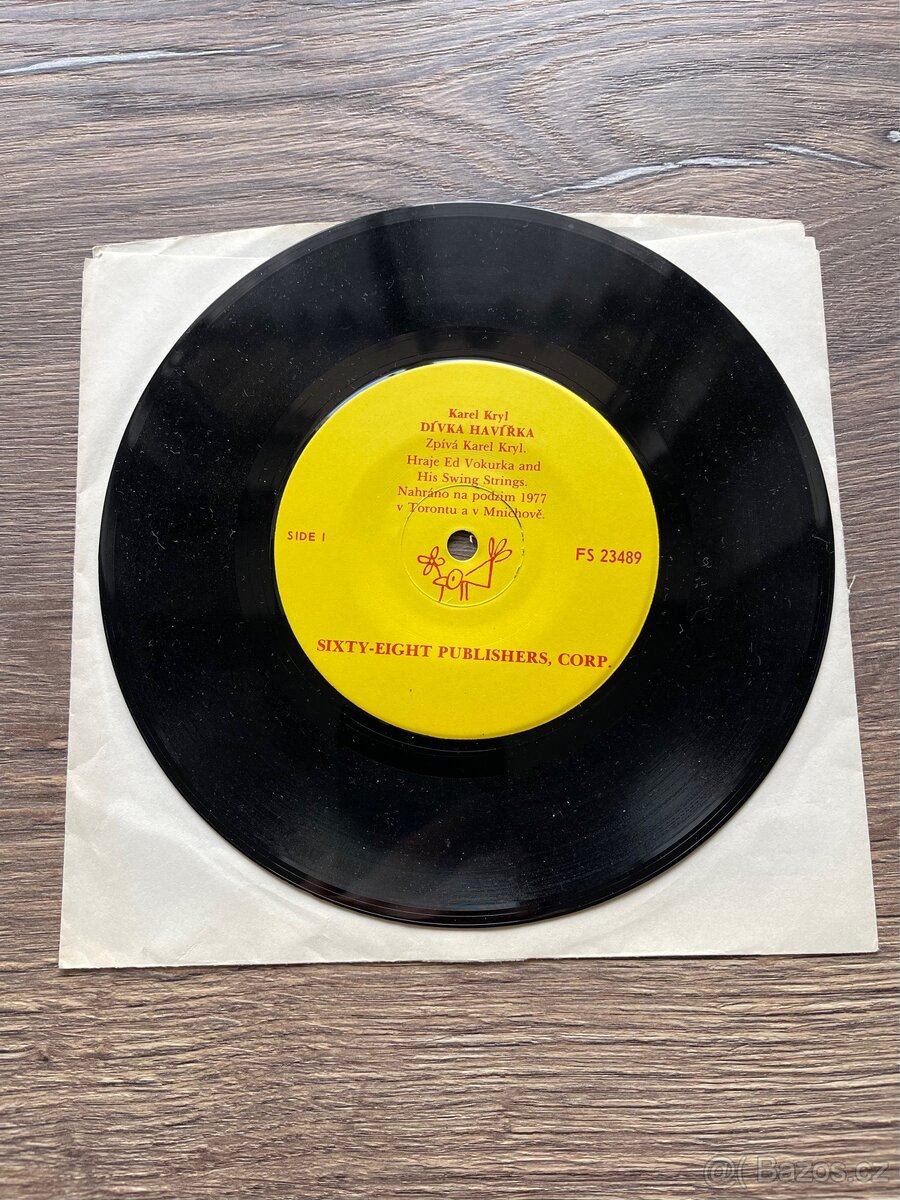 Karel Kryl
DÍVKA HAVÍŘKA
Zpívá Karel Kryl.
Hraje Ed Vokurka and
His Swing Strings.
Nahráno na podzim 1977
v Torontu a v Mnichově.
SIDE I
FS 23489
SIXTY-EIGHT PUBLISHERS, CORP.
@( Bazos.cz